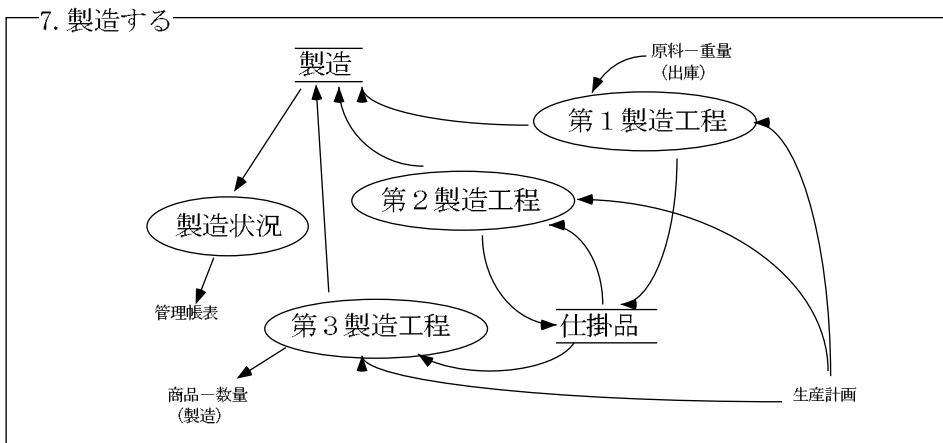 7. 製造する
製造
原料－重量
（出庫）
第１製造工程
第２製造工程
製造状況
管理帳表
第３製造工程
仕掛品
商品－数量
（製造）
生産計画